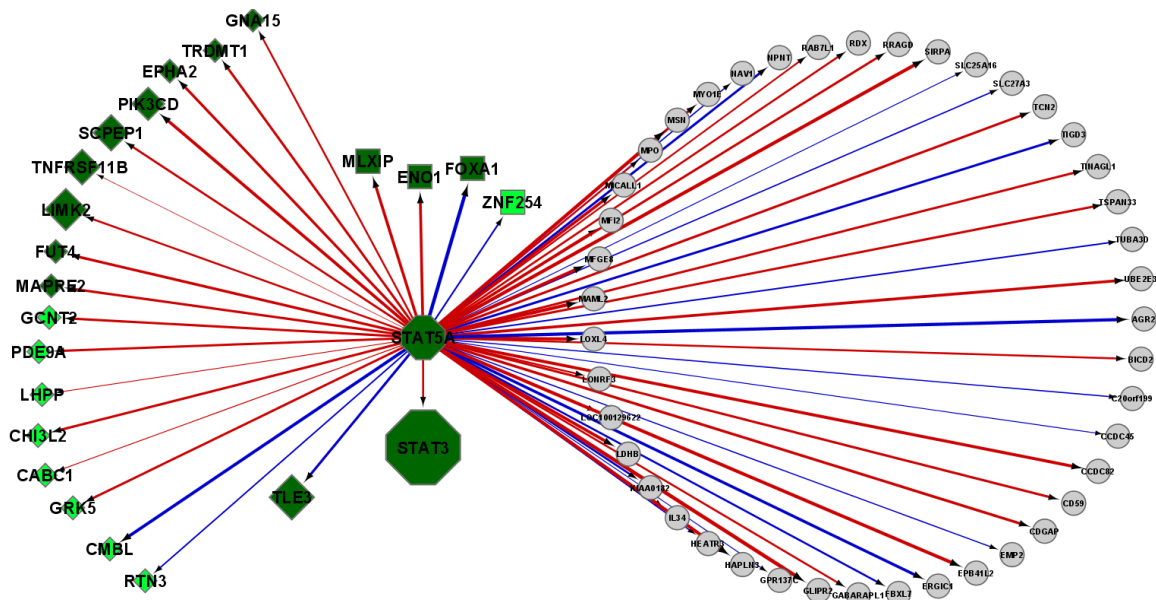 GNA15
TRDMT1
EPHA2
PIK3CD
SCPEP1
TNFRSF11B
LIMK2
FUT4
MAPRE2
GCNT2
PDE9A
LHPP
CHI3L2
CABC1
GRK5
CMBL
RTN3
TLE3
MLXIP
ENO1
FOXA1
ZNF254
STAT5A
STAT3
RAB7L1
RDX
RRAGD
SIRPA
SLC25A16
SLC27A3
TCN2
TIGD3
TINAGL1
TSPAN33
TUBA3D
UBE2E3
AGR2
BICD2
C20orf199
CCDC45
CCDC82
CD59
CDGAP
EMP2
EPB41L2
ERGIC1
FBXL7
GABARAPL1
GLIPR2
GPR137C
HAPLN3
HEATR3
IL34
KIAA0182
LDHB
LOC100129622
LONRF3
LOXL4
MAML2
MFGE8
MFI2
MICALL1
MPO
MSN
MYO1E
NAV1
NPNT